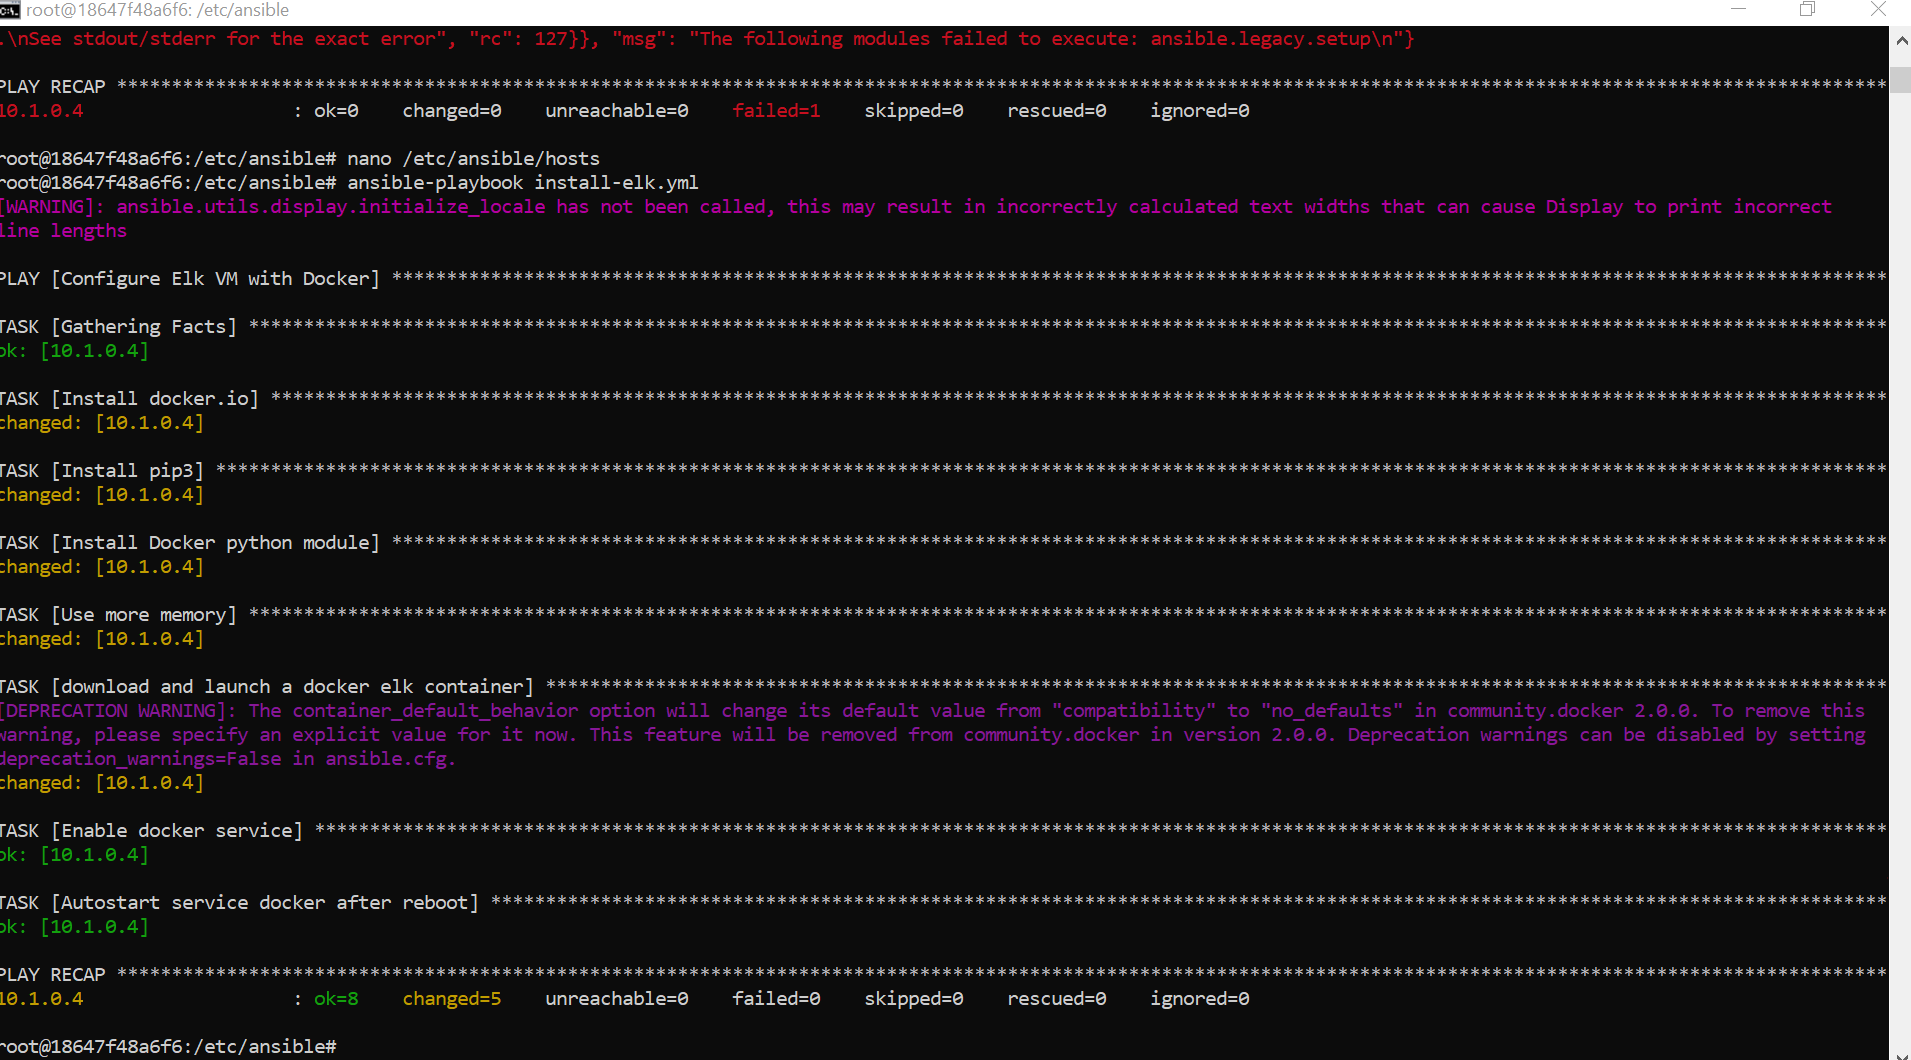 root@18647f48a6f6: /etc/ansible
.\nSee stdout/stderr for the exact error", "rc": 127}}, "msg": "The following modules failed to execute: ansible.legacy.setup\n"}
PLAY RECAP ******************************************************************************************************************************************************************
10.1.0.4 : ok=0 changed=0 unreachable=0 failed=1 skipped=0 rescued=0 ignored=0
root@18647f48a6f6:/etc/ansible# nano /etc/ansible/hosts
root@18647f48a6f6:/etc/ansible# ansible-playbook install-elk.yml
[WARNING]: ansible.utils.display.initialize_locale has not been called, this may result in incorrectly calculated text widths that can cause Display to print incorrect
line lengths
PLAY [Configure Elk VM with Docker] *****************************************************************************************************************************************
TASK [Gathering Facts] ******************************************************************************************************************************************************
ok: [10.1.0.4]
TASK [Install docker.io] ****************************************************************************************************************************************************
changed: [10.1.0.4]
TASK [Install pip3] *********************************************************************************************************************************************************
changed: [10.1.0.4]
TASK [Install Docker python module] *****************************************************************************************************************************************
changed: [10.1.0.4]
TASK [Use more memory] ******************************************************************************************************************************************************
changed: [10.1.0.4]
TASK [download and launch a docker elk container] ***************************************************************************************************************************
[DEPRECATION WARNING]: The container_default_behavior option will change its default value from "compatibility" to "no_defaults" in community.docker 2.0.0. To remove this
warning, please specify an explicit value for it now. This feature will be removed from community.docker in version 2.0.0. Deprecation warnings can be disabled by setting
deprecation_warnings=False in ansible.cfg.
changed: [10.1.0.4]
TASK [Enable docker service] ************************************************************************************************************************************************
ok: [10.1.0.4]
TASK [Autostart service docker after reboot] ********************************************************************************************************************************
ok: [10.1.0.4]
PLAY RECAP ******************************************************************************************************************************************************************
10.1.0.4 : ok=8 changed=5 unreachable=0 failed=0 skipped=0 rescued=0 ignored=0
root@18647f48a6f6:/etc/ansible#